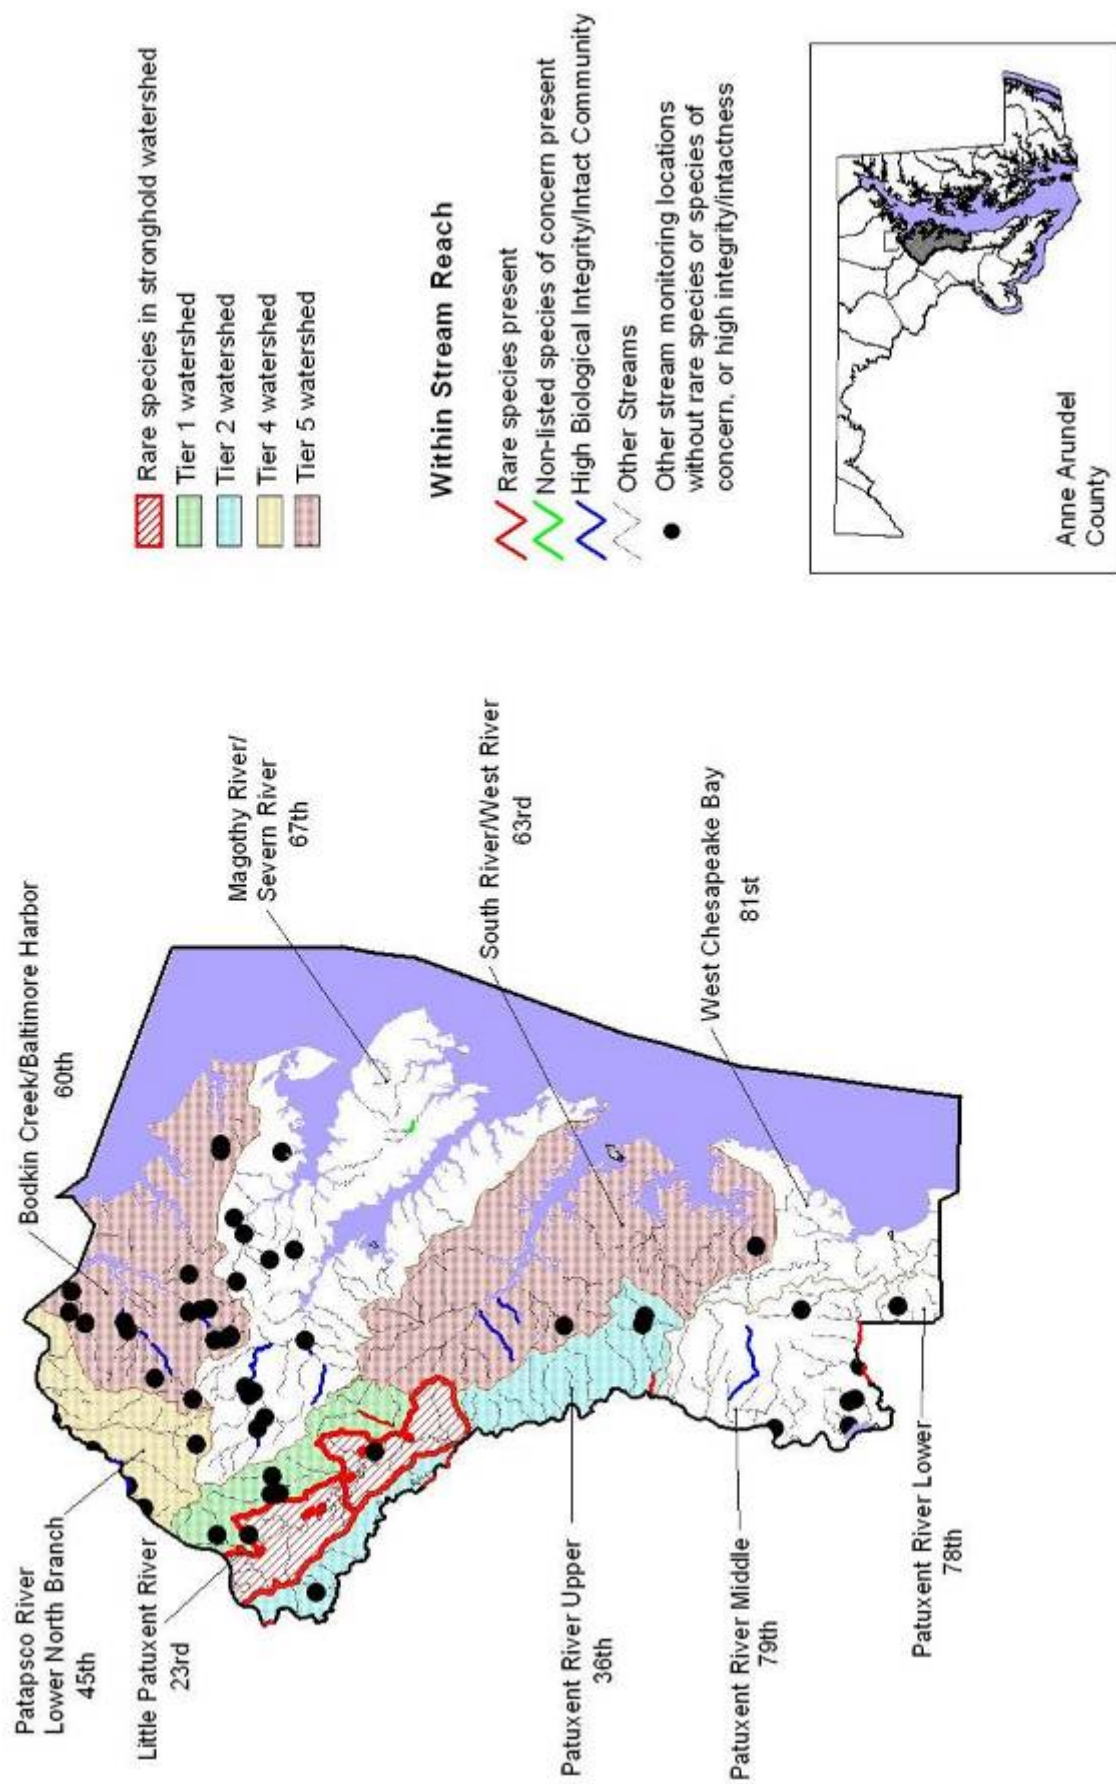 Bodkin Creek/Baltimore Harbor
60th
Magothy River/
Severn River
67th
South River/West River
63rd
West Chesapeake Bay
81st
Patapsco River
Lower North Branch
45th
Little Patuxent River
23rd
Patuxent River Upper
36th
Patuxent River Middle
79th
Patuxent River Lower
78th
Rare species in stronghold watershed
Tier 1 watershed
Tier 2 watershed
Tier 4 watershed
Tier 5 watershed
Within Stream Reach
Rare species present
Non-listed species of concern present
High Biological Integrity/Intact Community
Other Streams
Other stream monitoring locations
without rare species or species of
concern, or high integrity/intactness
Anne Arundel
County